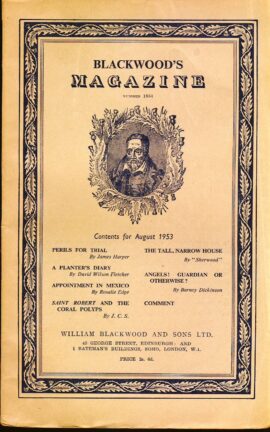 BLACKWOOD'S
MAGAZINE
NUMBER 1654
Contents for August 1953
PERILS FOR TRIAL
By James Harper
A PLANTER'S DIARY
By David Wilson Fletcher
APPOINTMENT IN MEXICO
By Rosalie Edge
SAINT ROBERT AND THE
CORAL POLYPS
By J. C. S.
THE TALL, NARROW HOUSE
By "Sherwood"
ANGELS! GUARDIAN OR
OTHERWISE?
By Barney Dickinson
COMMENT
WILLIAM BLACKWOOD AND SONS LTD.
45 GEORGE STREET, EDINBURGH: AND
1 BATEMAN'S BUILDINGS, SOHO, LONDON, W.1.
PRICE 2s. 6d.